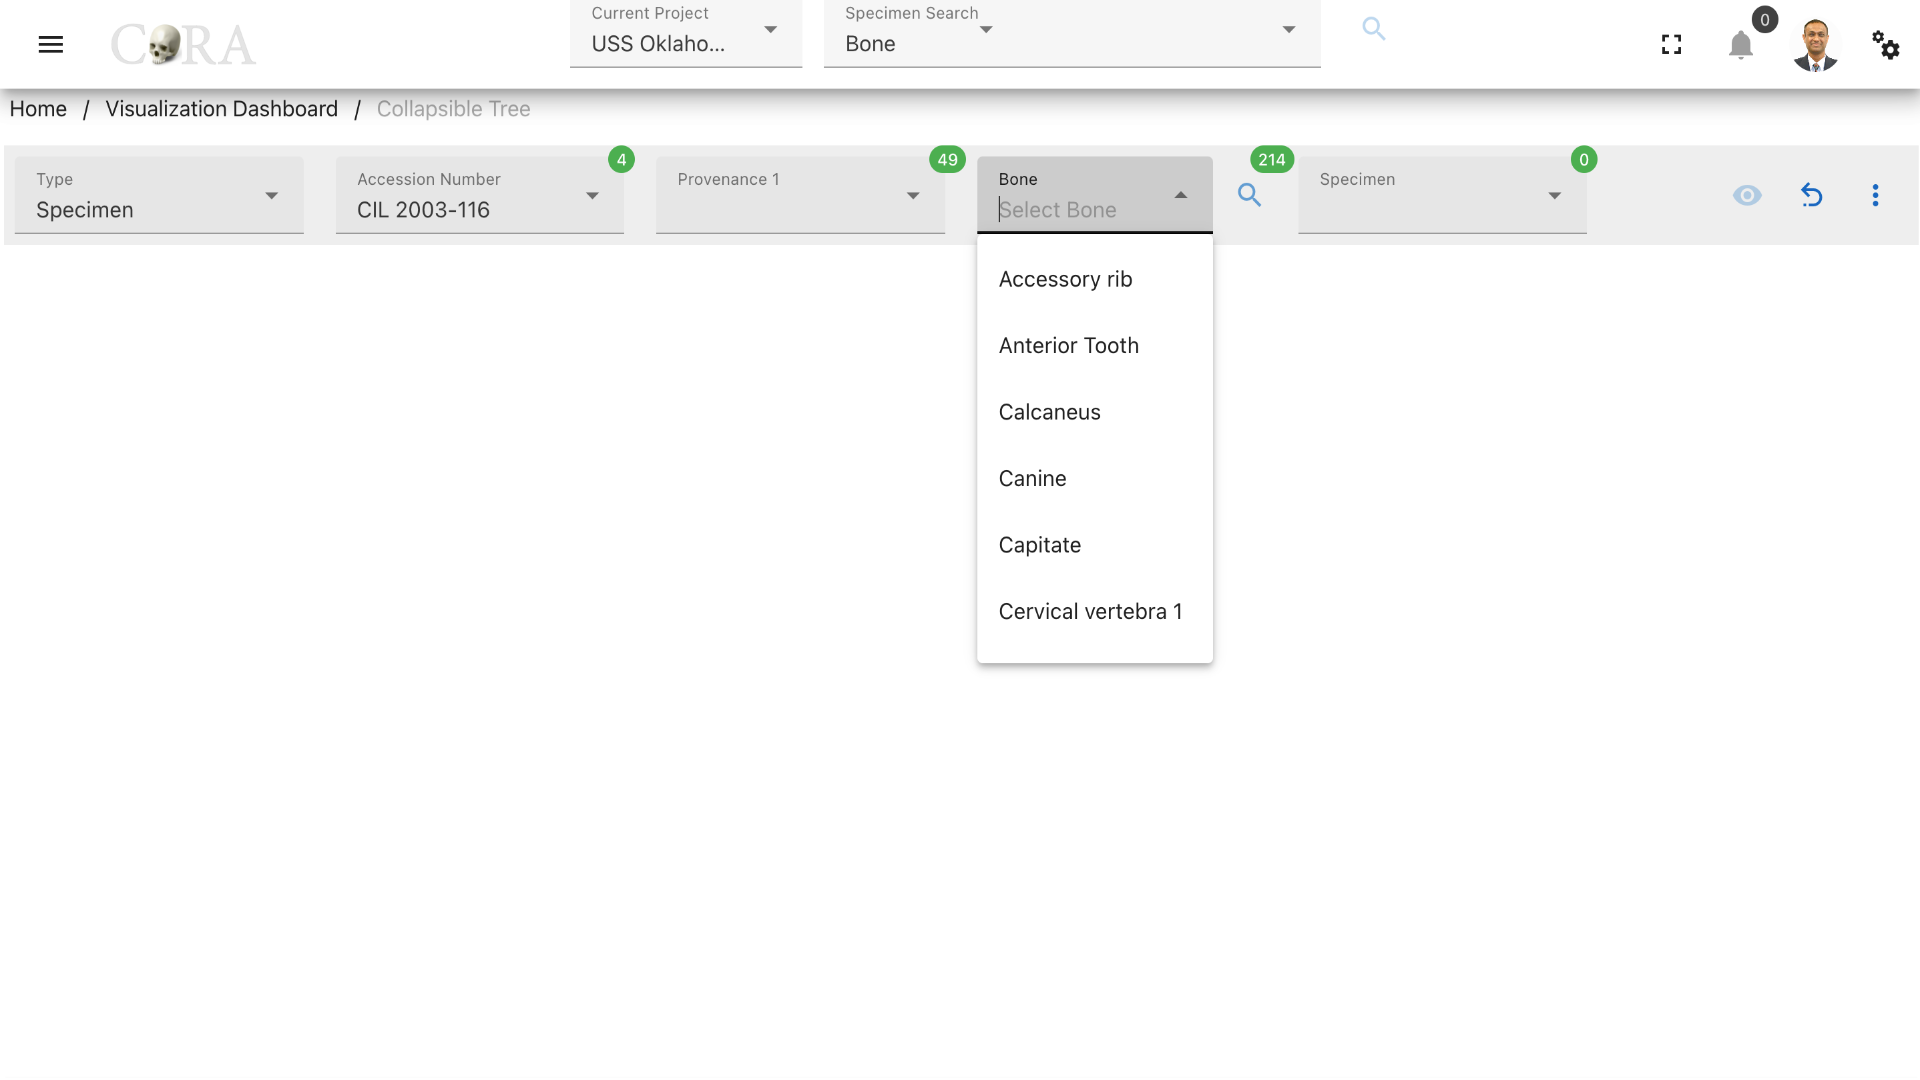 CORA
Current Project
USS Oklaho...
Specimen Search
Bone
0
Home / Visualization Dashboard / Collapsible Tree
Type
Specimen
Accession Number
CIL 2003-116
4
Provenance 1
49
Bone
Select Bone
214
Specimen
0
Accessory rib
Anterior Tooth
Calcaneus
Canine
Capitate
Cervical vertebra 1